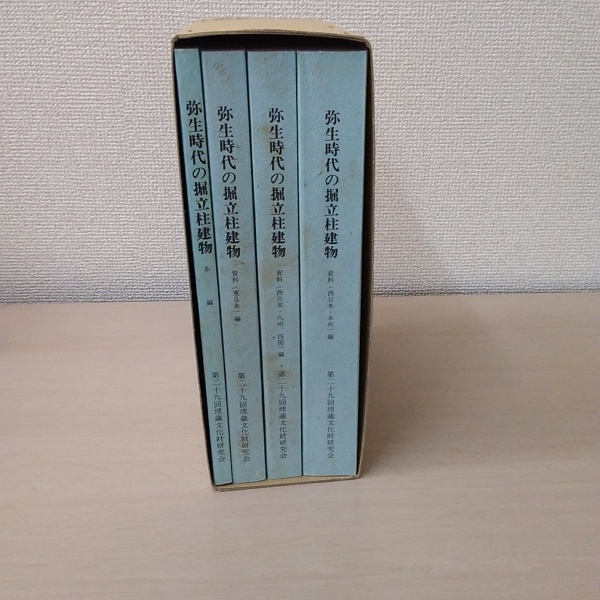 弥生時代の掘立柱建物 本編 第二十九回埋蔵文化財研究会
弥生時代の掘立柱建物 資料(東日本)編 第二十九回埋蔵文化財研究会
弥生時代の掘立柱建物 資料(西日本・九州、四国)編 第二十九回埋蔵文化財研究会
弥生時代の掘立柱建物 資料(西日本・本州)編 第二十九回埋蔵文化財研究会